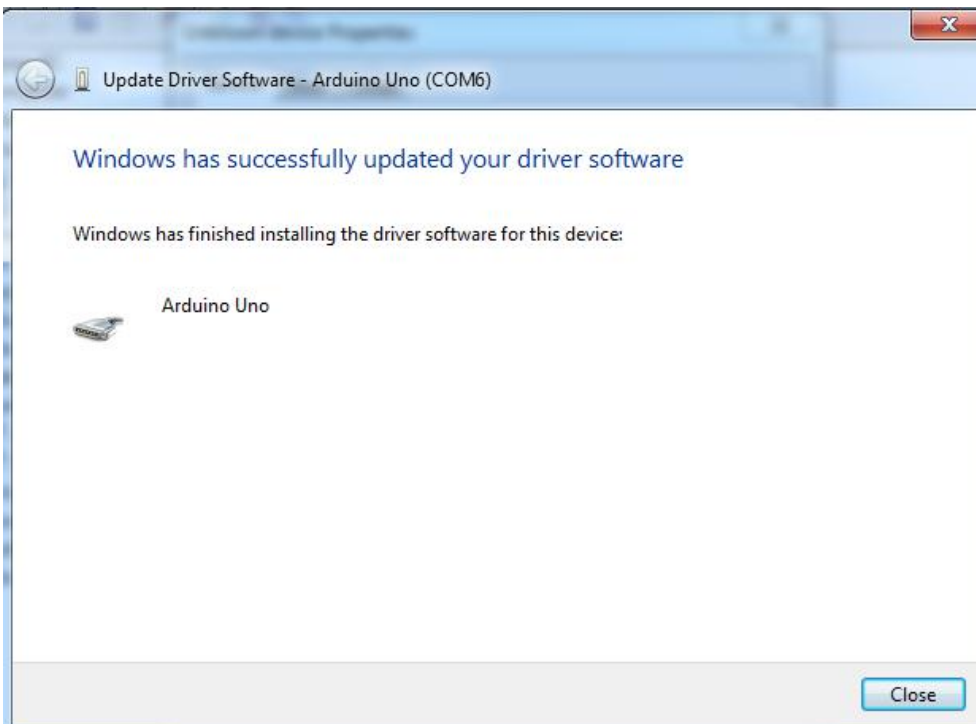 Update Driver Software - Arduino Uno (COM6)
Windows has successfully updated your driver software
Windows has finished installing the driver software for this device:
Arduino Uno
Close